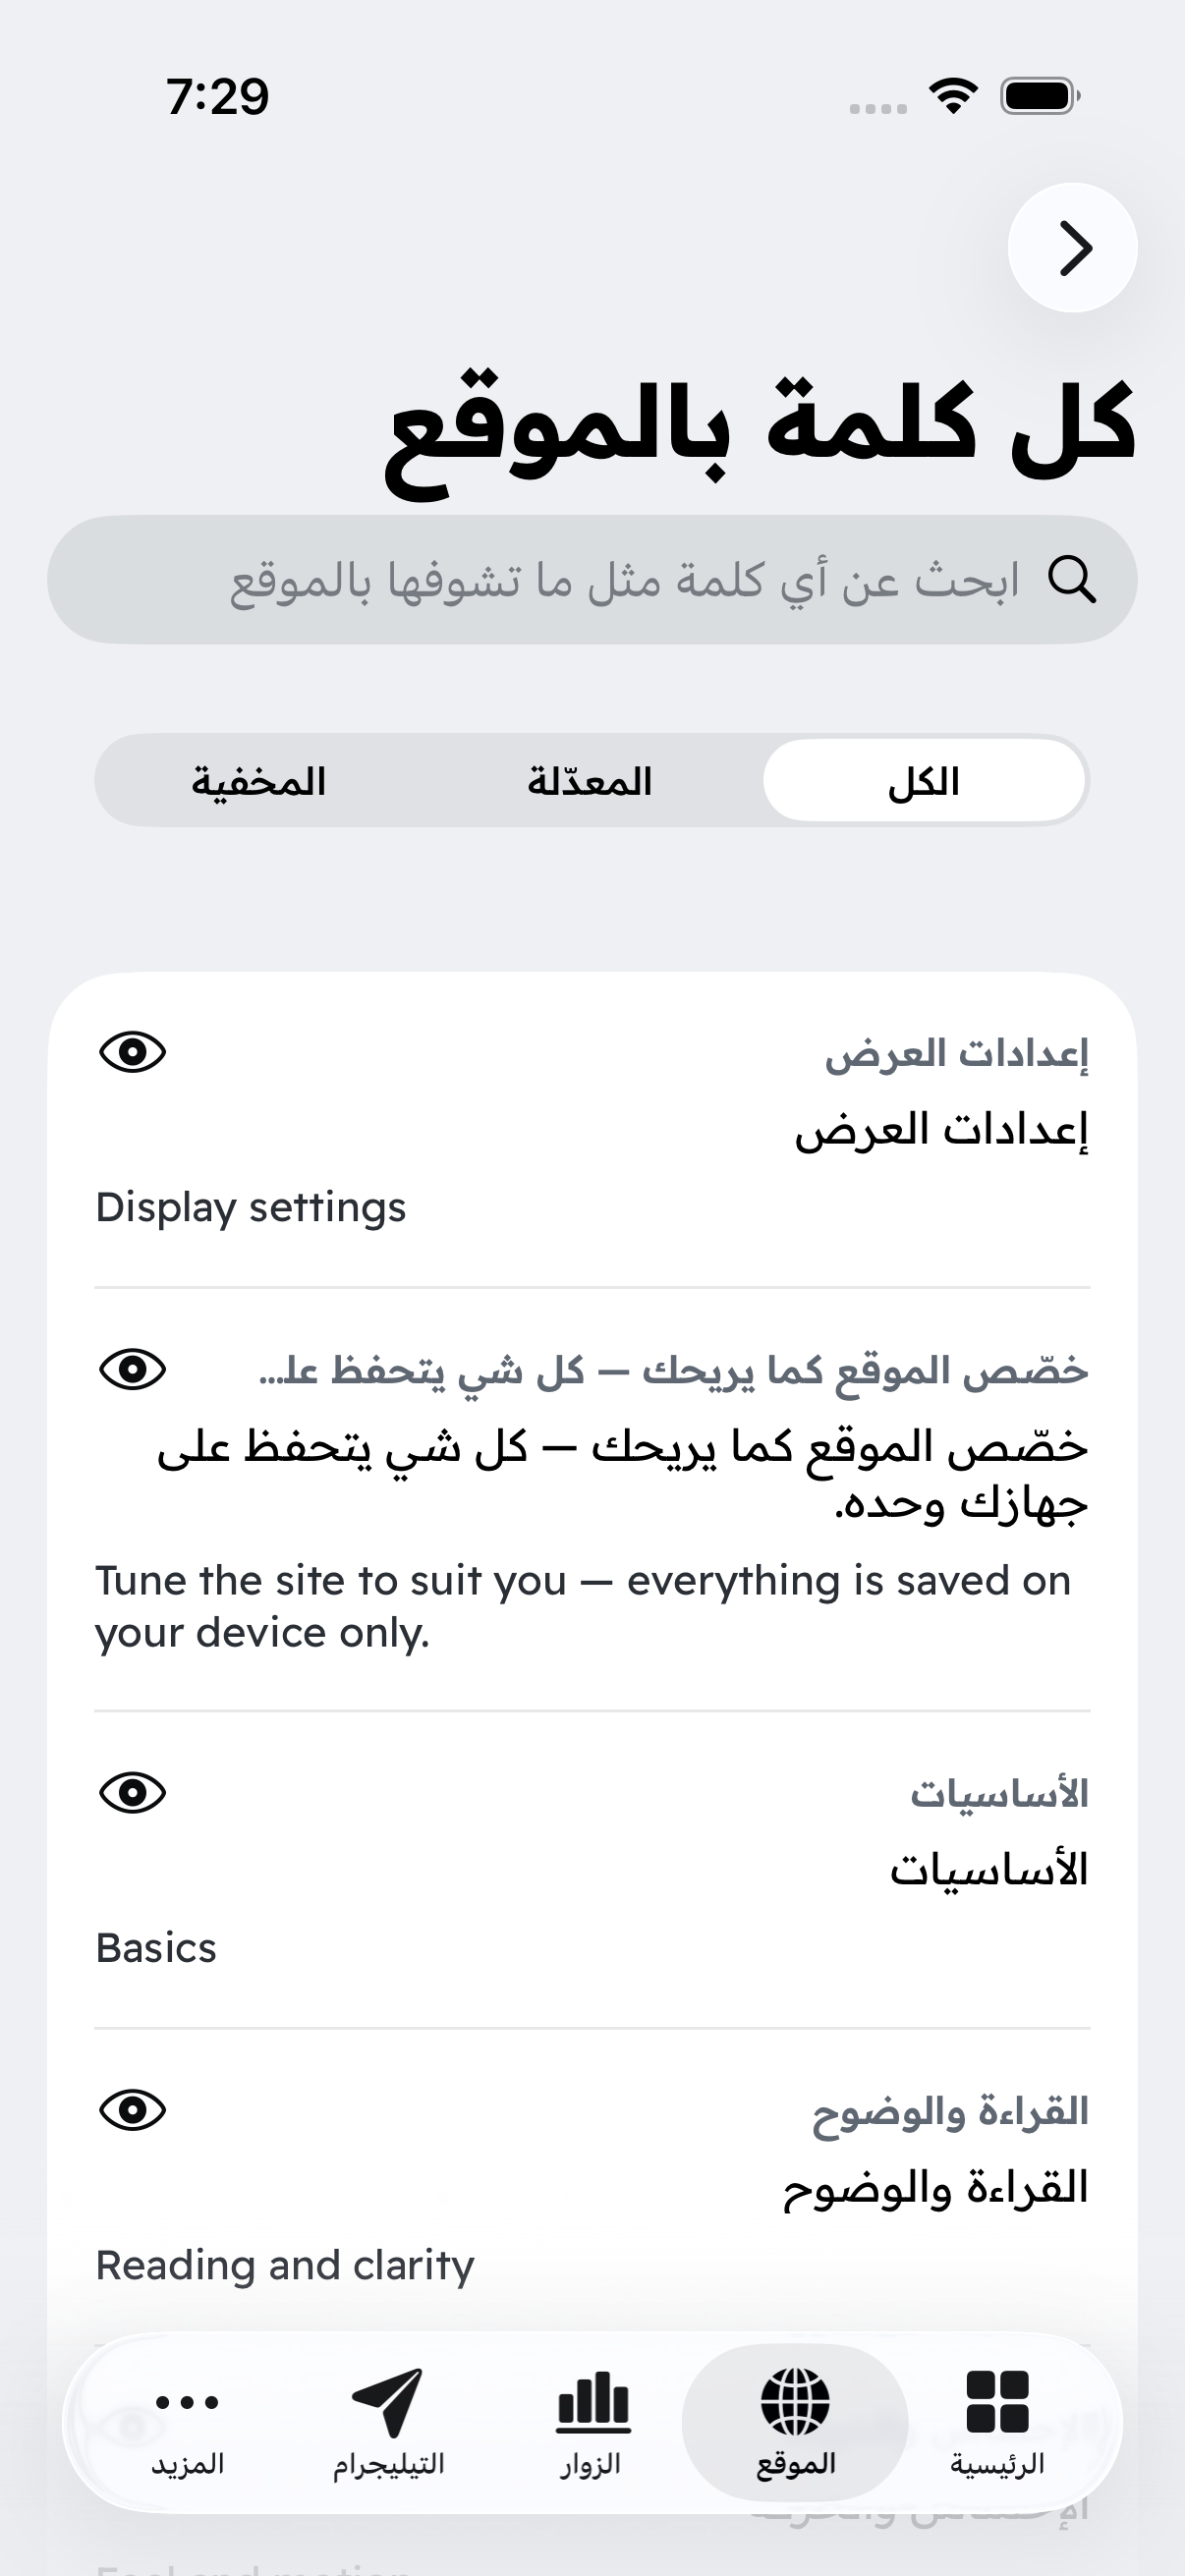 7:29
كل كلمة بالموقع
ابحث عن أي كلمة مثل ما تشوفها بالموقع
الكل
المعدّلة
المخفية
إعدادات العرض
إعدادات العرض
Display settings
خصّص الموقع كما يريحك — كل شي يتحفظ عل...
خصّص الموقع كما يريحك — كل شي يتحفظ على
جهازك وحده.
Tune the site to suit you — everything is saved on
your device only.
الأساسيات
الأساسيات
Basics
القراءة والوضوح
القراءة والوضوح
Reading and clarity
الرئيسية
الموقع
الزوار
التيليجرام
المزيد